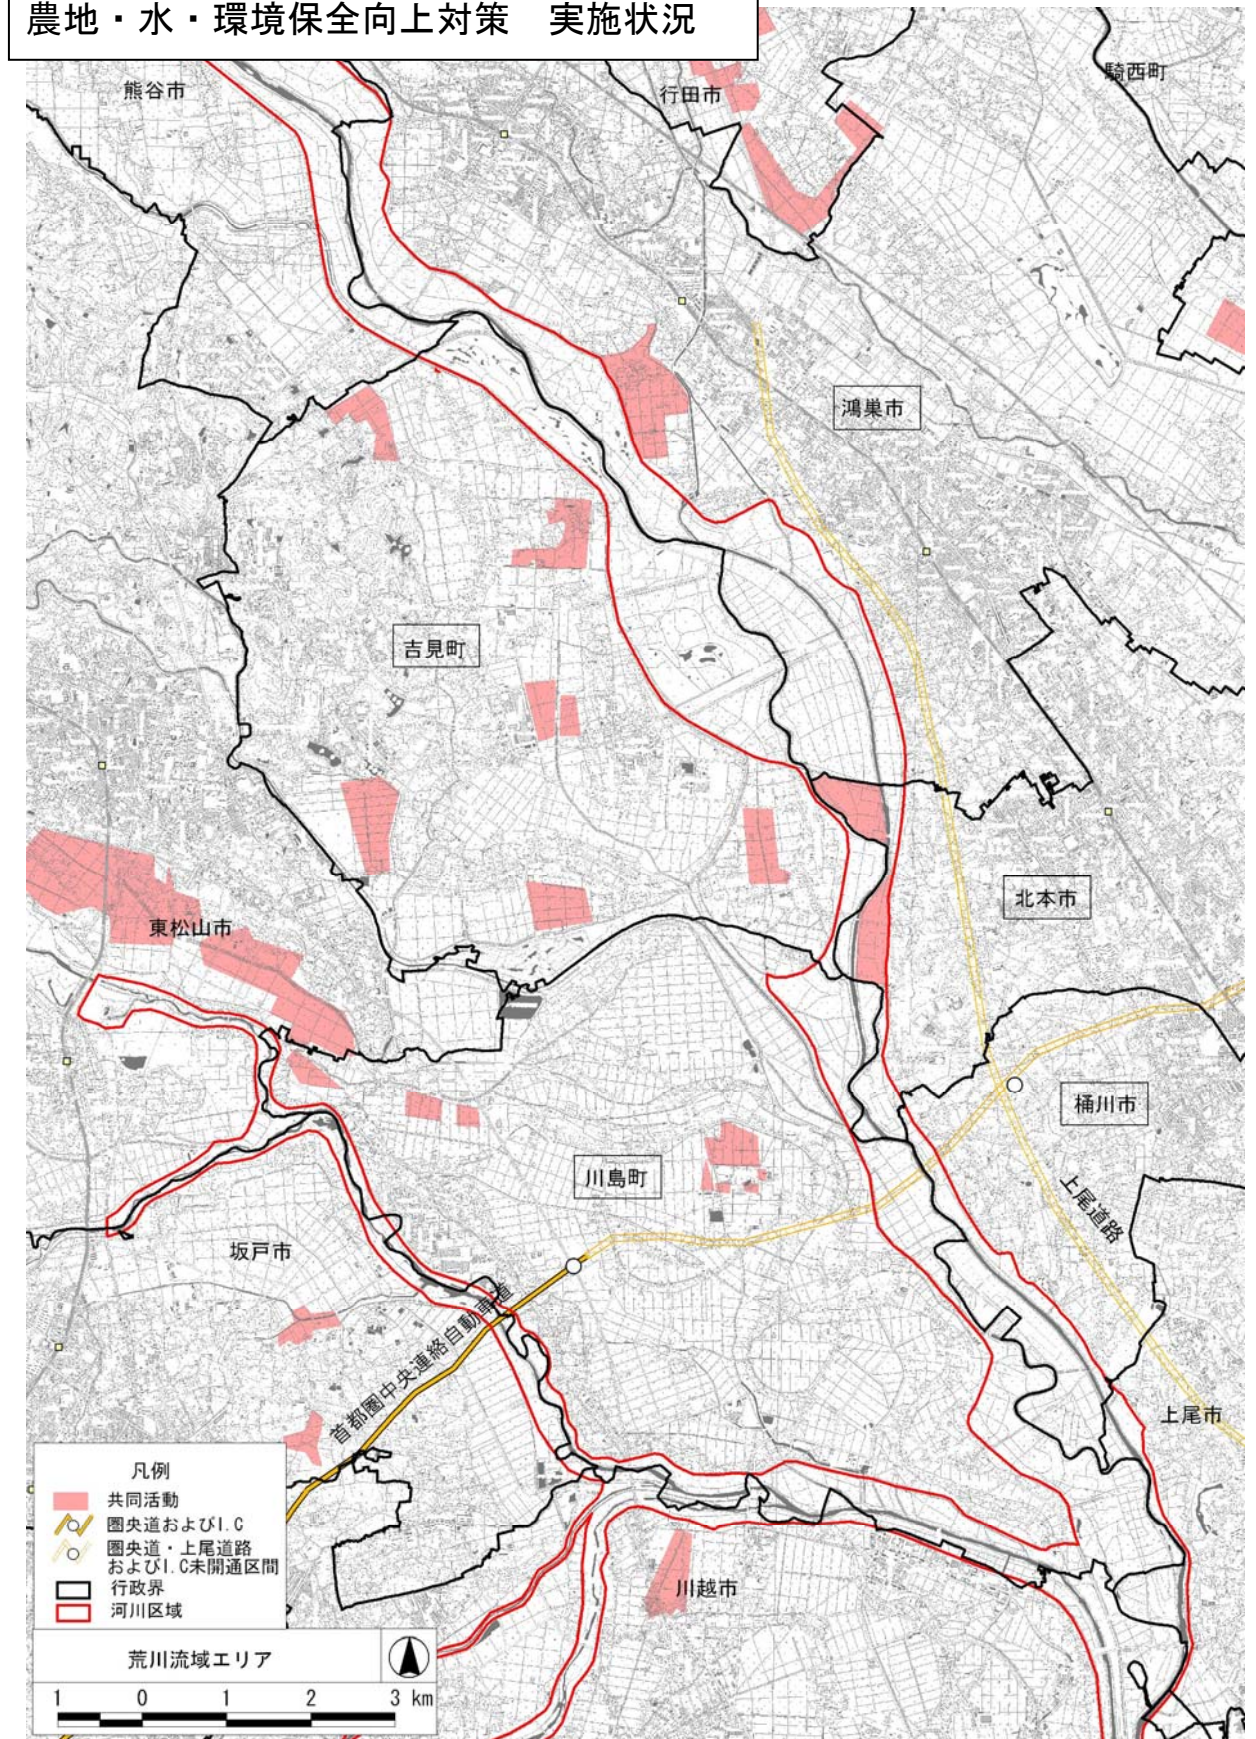 農地・水・環境保全向上対策　実施状況
熊谷市
行田市
騎西町
鴻巣市
吉見町
北本市
東松山市
桶川市
川島町
上尾道路
坂戸市
首都圏中央連絡自動車道
上尾市
川越市
凡例
共同活動
圏央道およびI.C
圏央道・上尾道路
およびI.C未開通区間
行政界
河川区域
荒川流域エリア
1 0 1 2 3 km